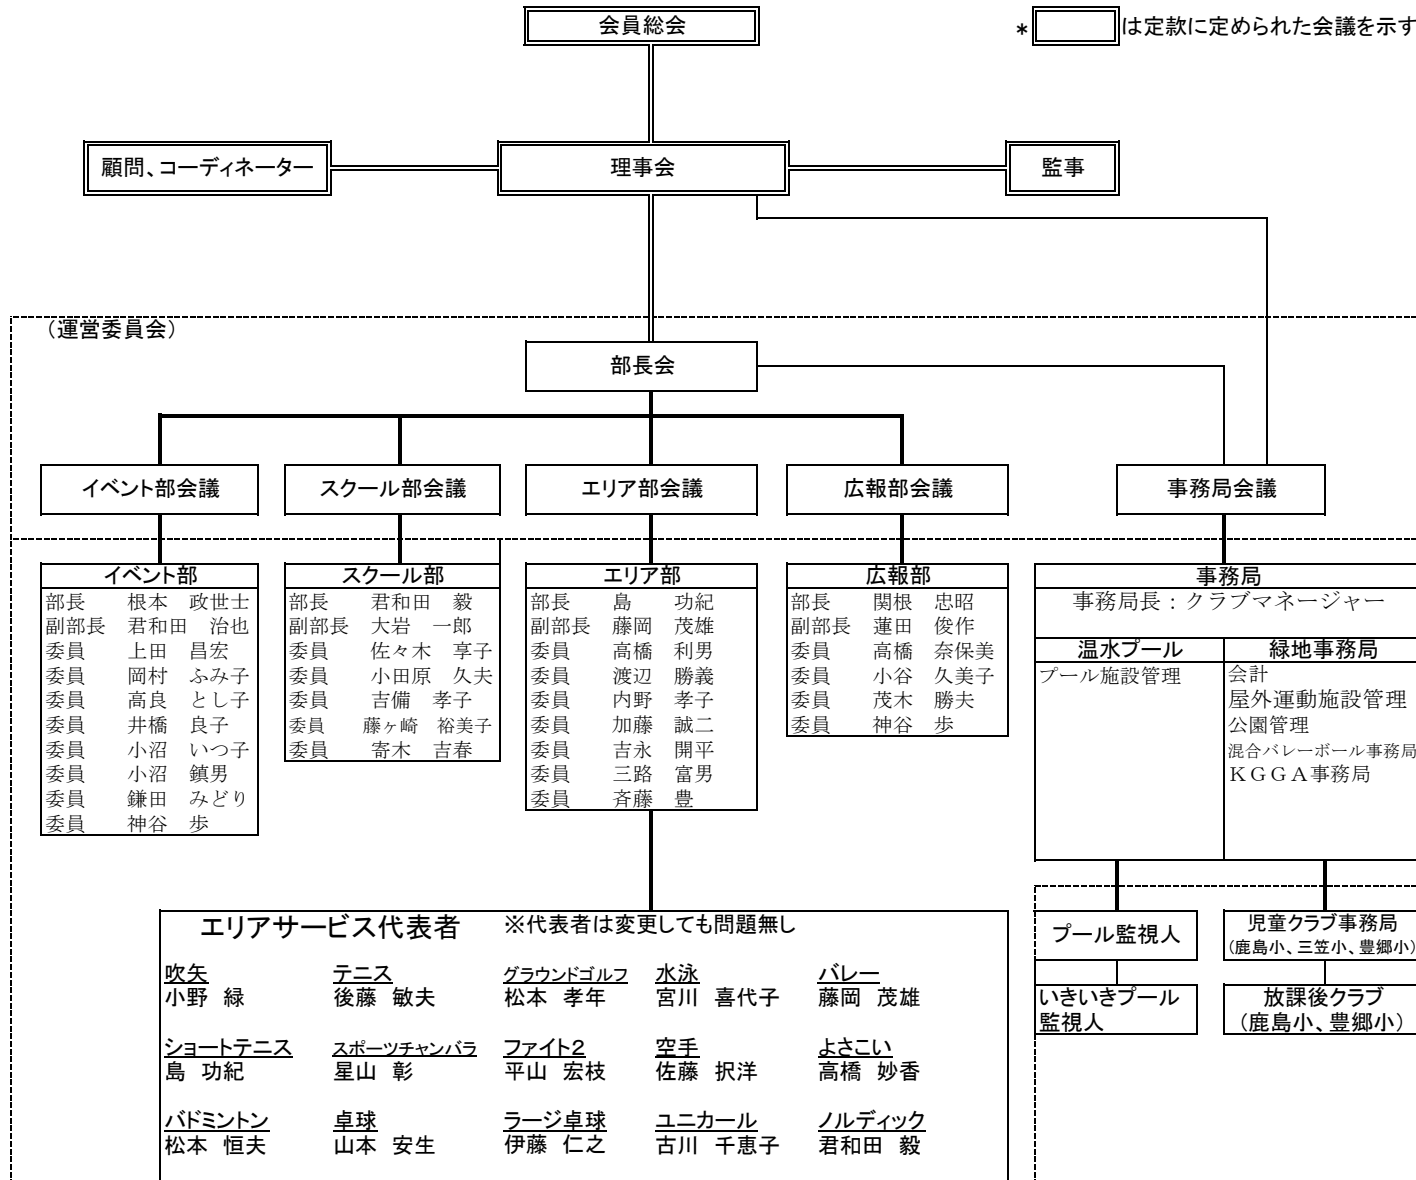 会員総会
*　　　は定款に定められた会議を示す
顧問、コーディネーター
理事会
監事
（運営委員会）
部長会
イベント部会議
スクール部会議
エリア部会議
広報部会議
事務局会議
イベント部
部長　根本　政世士
副部長　君和田　治也
委員　上田　昌宏
委員　岡村　ふみ子
委員　高良　とし子
委員　井橋　良子
委員　小沼　いつ子
委員　小沼　鎮男
委員　鎌田　みどり
委員　神谷　歩
スクール部
部長　君和田　毅
副部長　大岩　一郎
委員　佐々木　享子
委員　小田原　久夫
委員　吉備　孝子
委員　藤ヶ崎　裕美子
委員　寄木　吉春
エリア部
部長　島　功紀
副部長　藤岡　茂雄
委員　高橋　利男
委員　渡辺　勝義
委員　内野　孝子
委員　加藤　誠二
委員　吉永　開平
委員　三路　富男
委員　斉藤　豊
広報部
部長　関根　忠昭
副部長　蓮田　俊作
委員　高橋　奈保美
委員　小谷　久美子
委員　茂木　勝夫
委員　神谷　歩
事務局
事務局長：クラブマネージャー
温水プール
プール施設管理
緑地事務局
会計
屋外運動施設管理
公園管理
混合バレーボール事務局
ＫＧＧＡ事務局
エリアサービス代表者　※代表者は変更しても問題無し
吹矢　テニス　グラウンドゴルフ　水泳　バレー
小野　緑　後藤　敏夫　松本　孝年　宮川　喜代子　藤岡　茂雄
ショートテニス　スポーツチャンバラ　ファイト2　空手　よさこい
島　功紀　星山　彰　平山　宏枝　佐藤　択洋　高橋　妙香
バドミントン　卓球　ラージ卓球　ユニカール　ノルディック
松本　恒夫　山本　安生　伊藤　仁之　古川　千恵子　君和田　毅
プール監視人
いきいきプール
監視人
児童クラブ事務局
（鹿島小、三笠小、豊郷小）
放課後クラブ
（鹿島小、豊郷小）